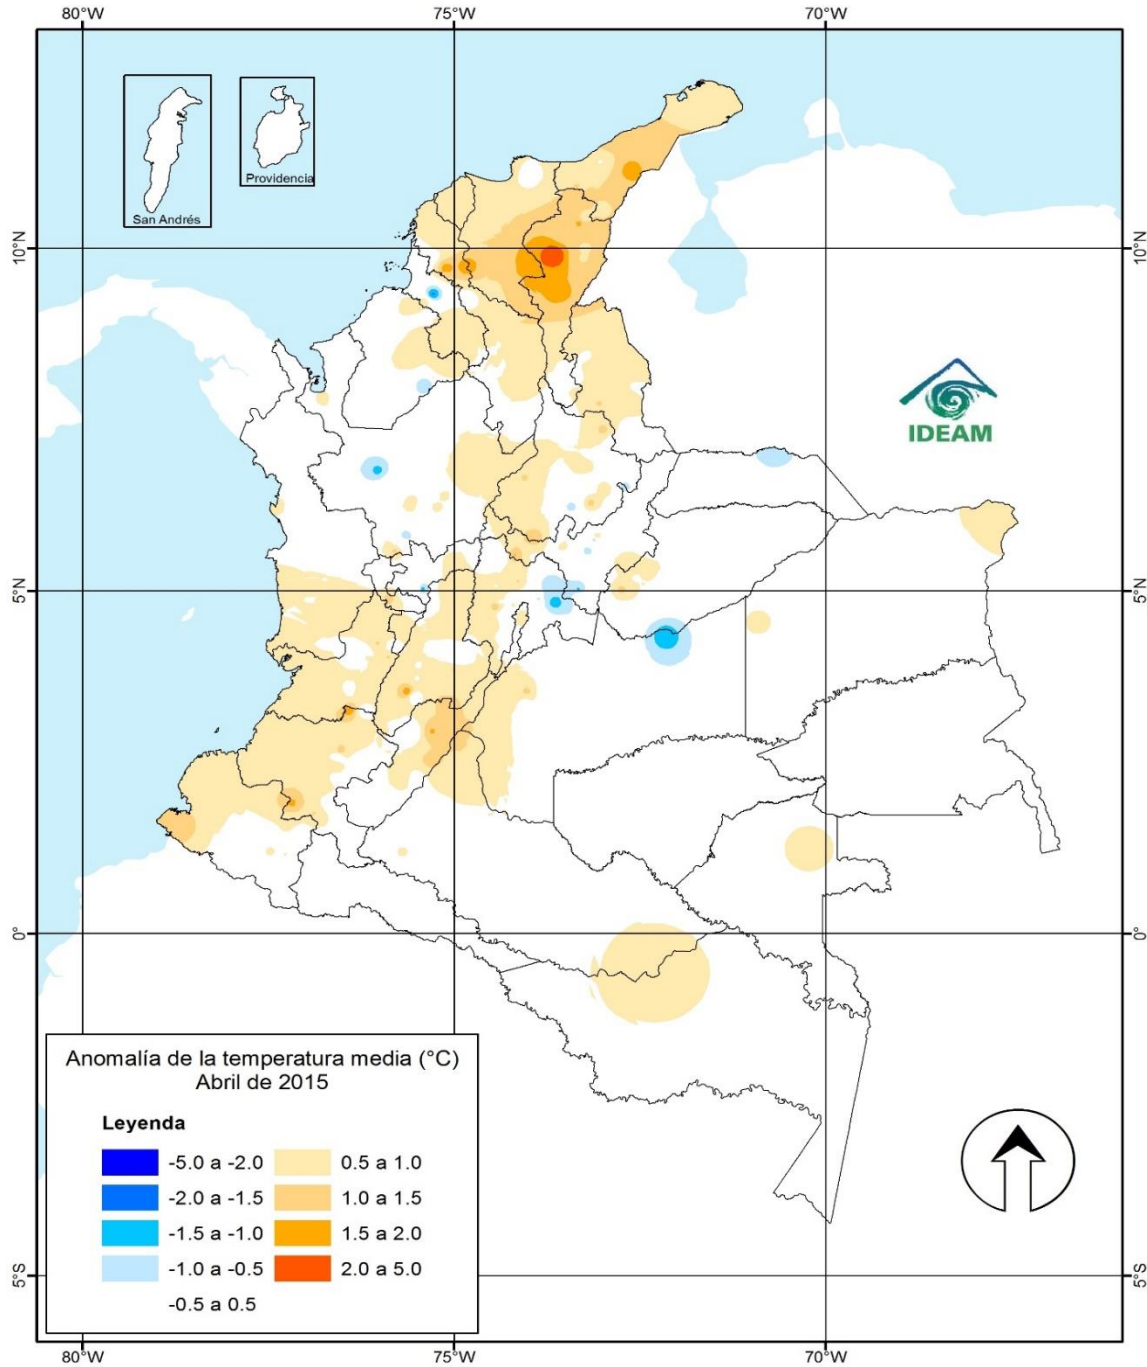 80°W 75°W 70°W
San Andrés
Providencia
10°N 10°N
IDEAM
5°N 5°N
0° 0°
Anomalía de la temperatura media (°C)
Abril de 2015
Leyenda
-5.0 a -2.0 0.5 a 1.0
-2.0 a -1.5 1.0 a 1.5
-1.5 a -1.0 1.5 a 2.0
-1.0 a -0.5 2.0 a 5.0
-0.5 a 0.5
5°S 5°S
80°W 75°W 70°W